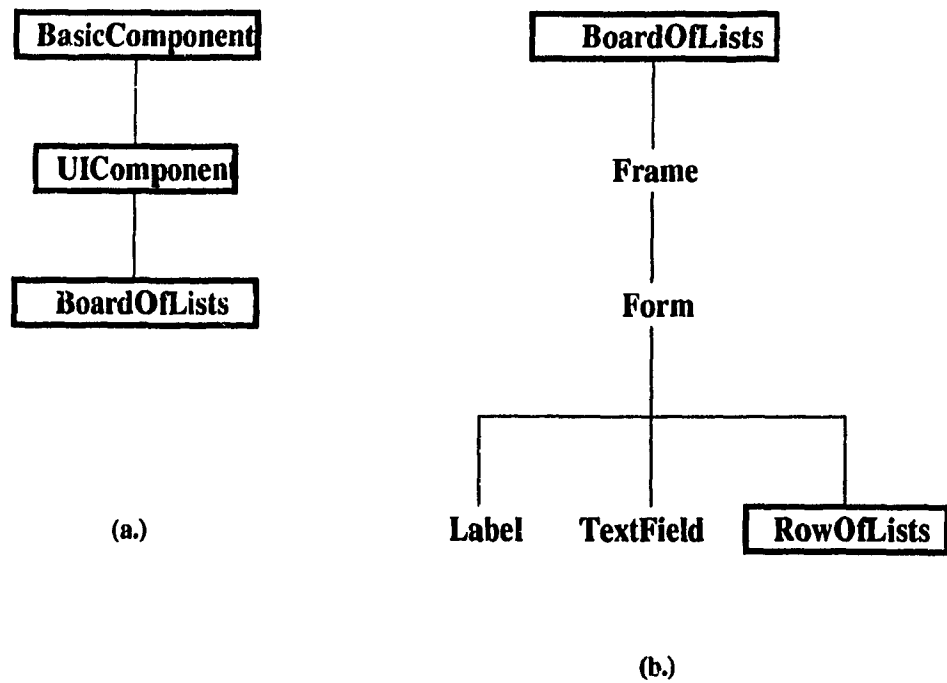 BasicComponent
UIComponent
BoardOfLists
(a.)
BoardOfLists
Frame
Form
Label
TextField
RowOfLists
(b.)